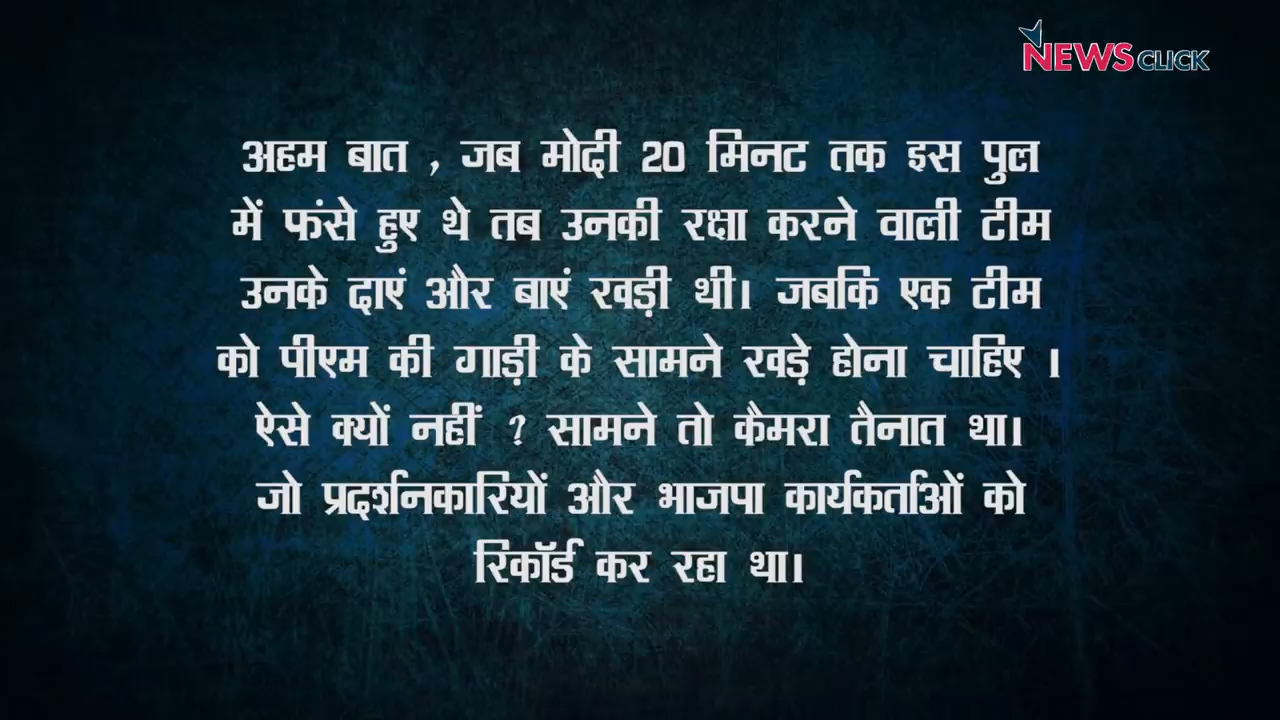 NEWSCLICK
अहम बात , जब मोदी 20 मिनट तक इस पुल
में फंसे हुए थे तब उनकी रक्षा करने वाली टीम
उनके दाएं और बाएं खड़ी थी। जबकि एक टीम
को पीएम की गाड़ी के सामने खड़े होना चाहिए ।
ऐसे क्यों नहीं ? सामने तो कैमरा तैनात था।
जो प्रदर्शनकारियों और भाजपा कार्यकर्ताओं को
रिकॉर्ड कर रहा था।